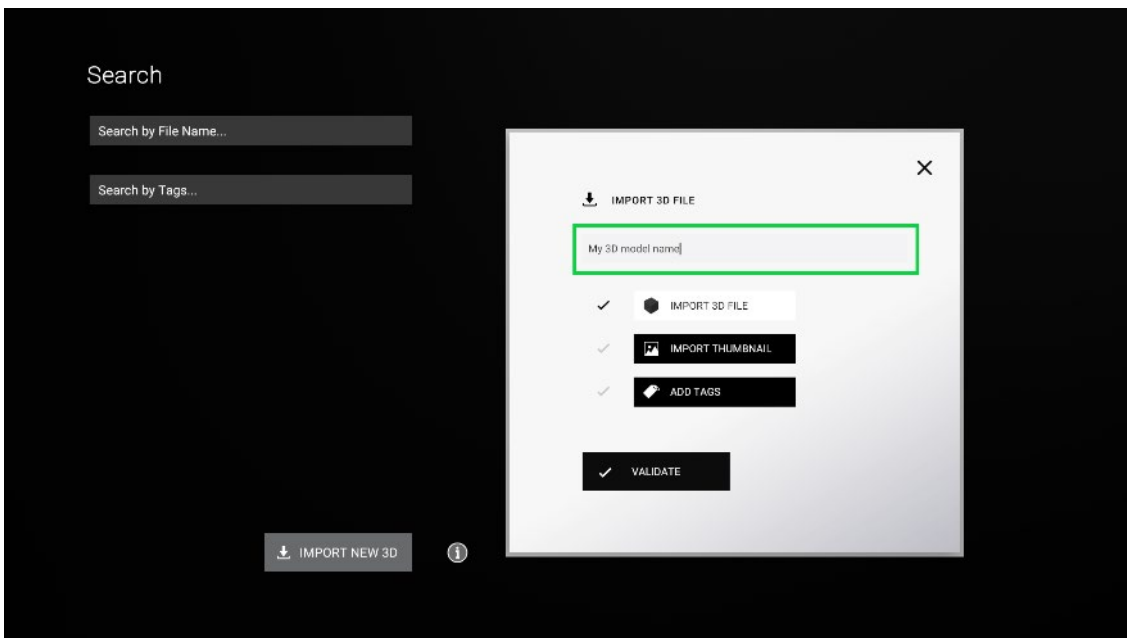 Search
Search by File Name...
Search by Tags...
IMPORT 3D FILE
My 3D model name
IMPORT 3D FILE
IMPORT THUMBNAIL
ADD TAGS
VALIDATE
IMPORT NEW 3D